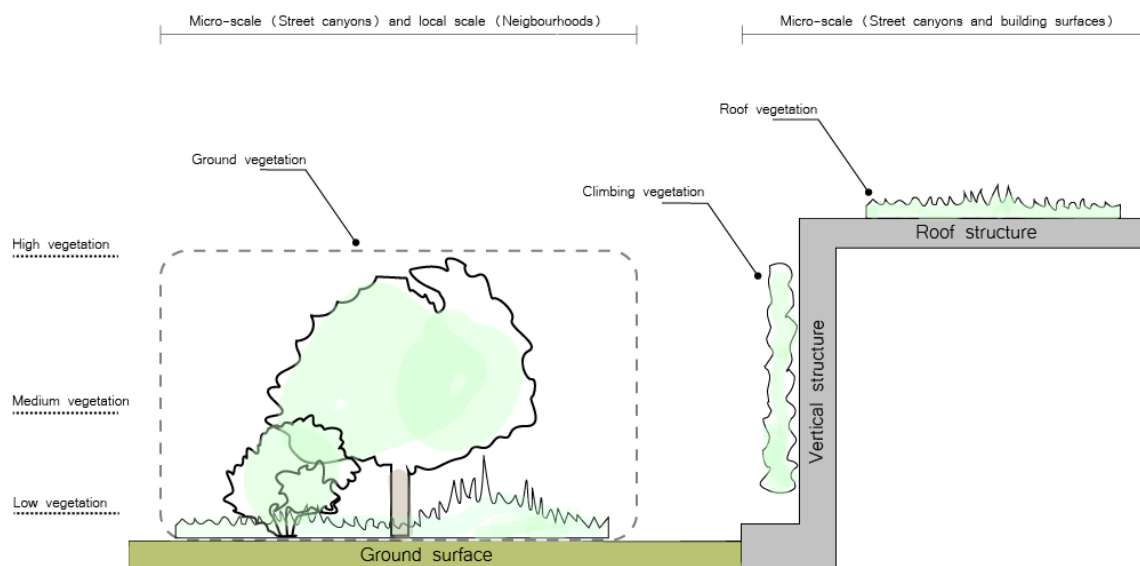 Micro-scale (Street canyons) and local scale (Neighbourhoods)
Micro-scale (Street canyons and building surfaces)
Roof vegetation
Ground vegetation
Climbing vegetation
High vegetation
Roof structure
Medium vegetation
Vertical structure
Low vegetation
Ground surface